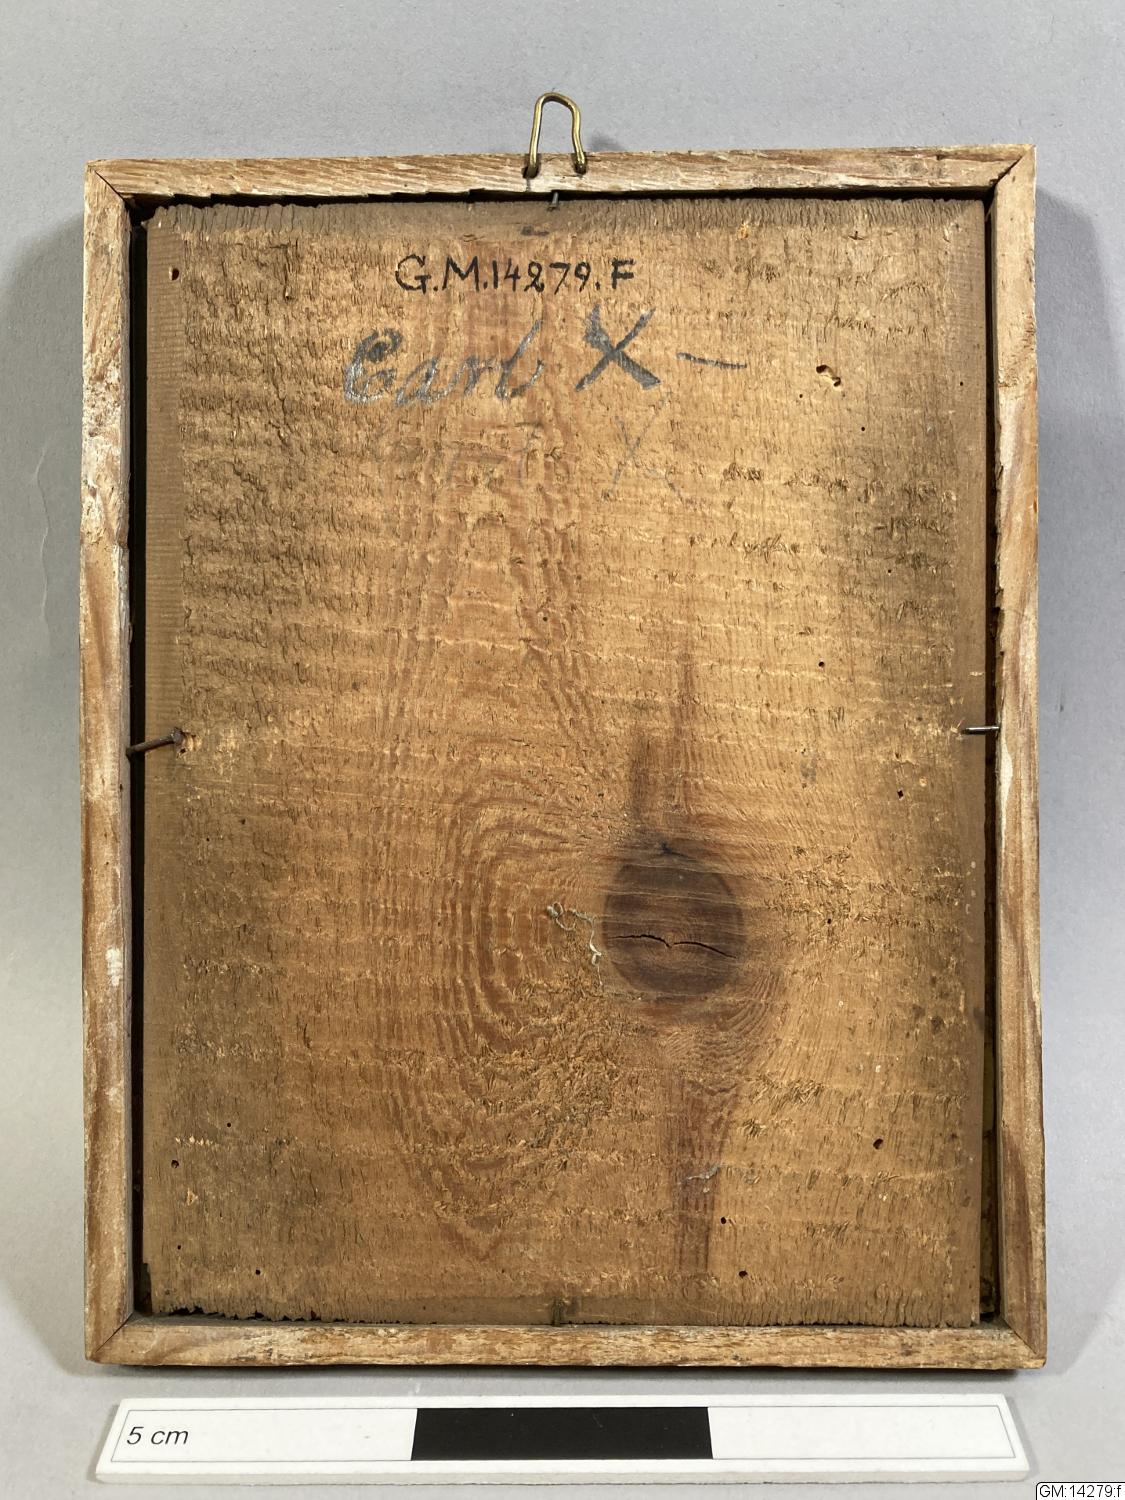 G.M.14279.F
Carl X –
X
5 cm
GM:14279:f